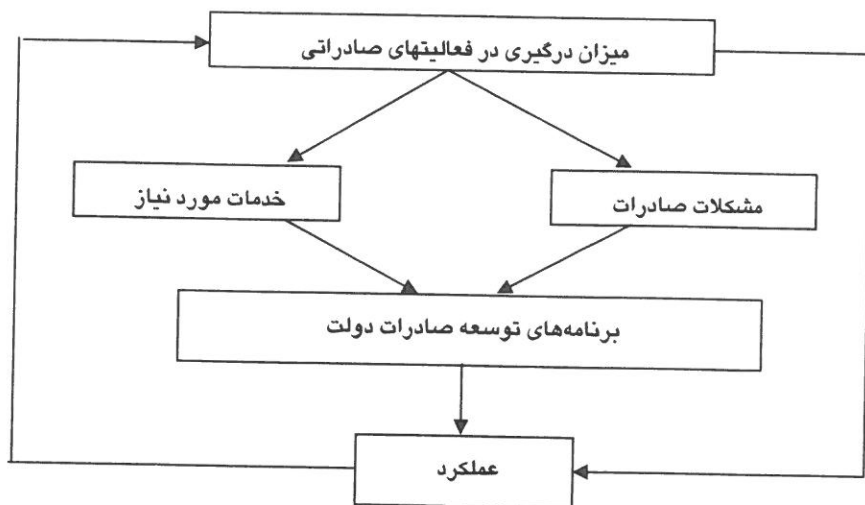 میزان درگیری در فعالیتهای صادراتی
مشکلات صادرات
خدمات مورد نیاز
برنامه‌های توسعه صادرات دولت
عملکرد